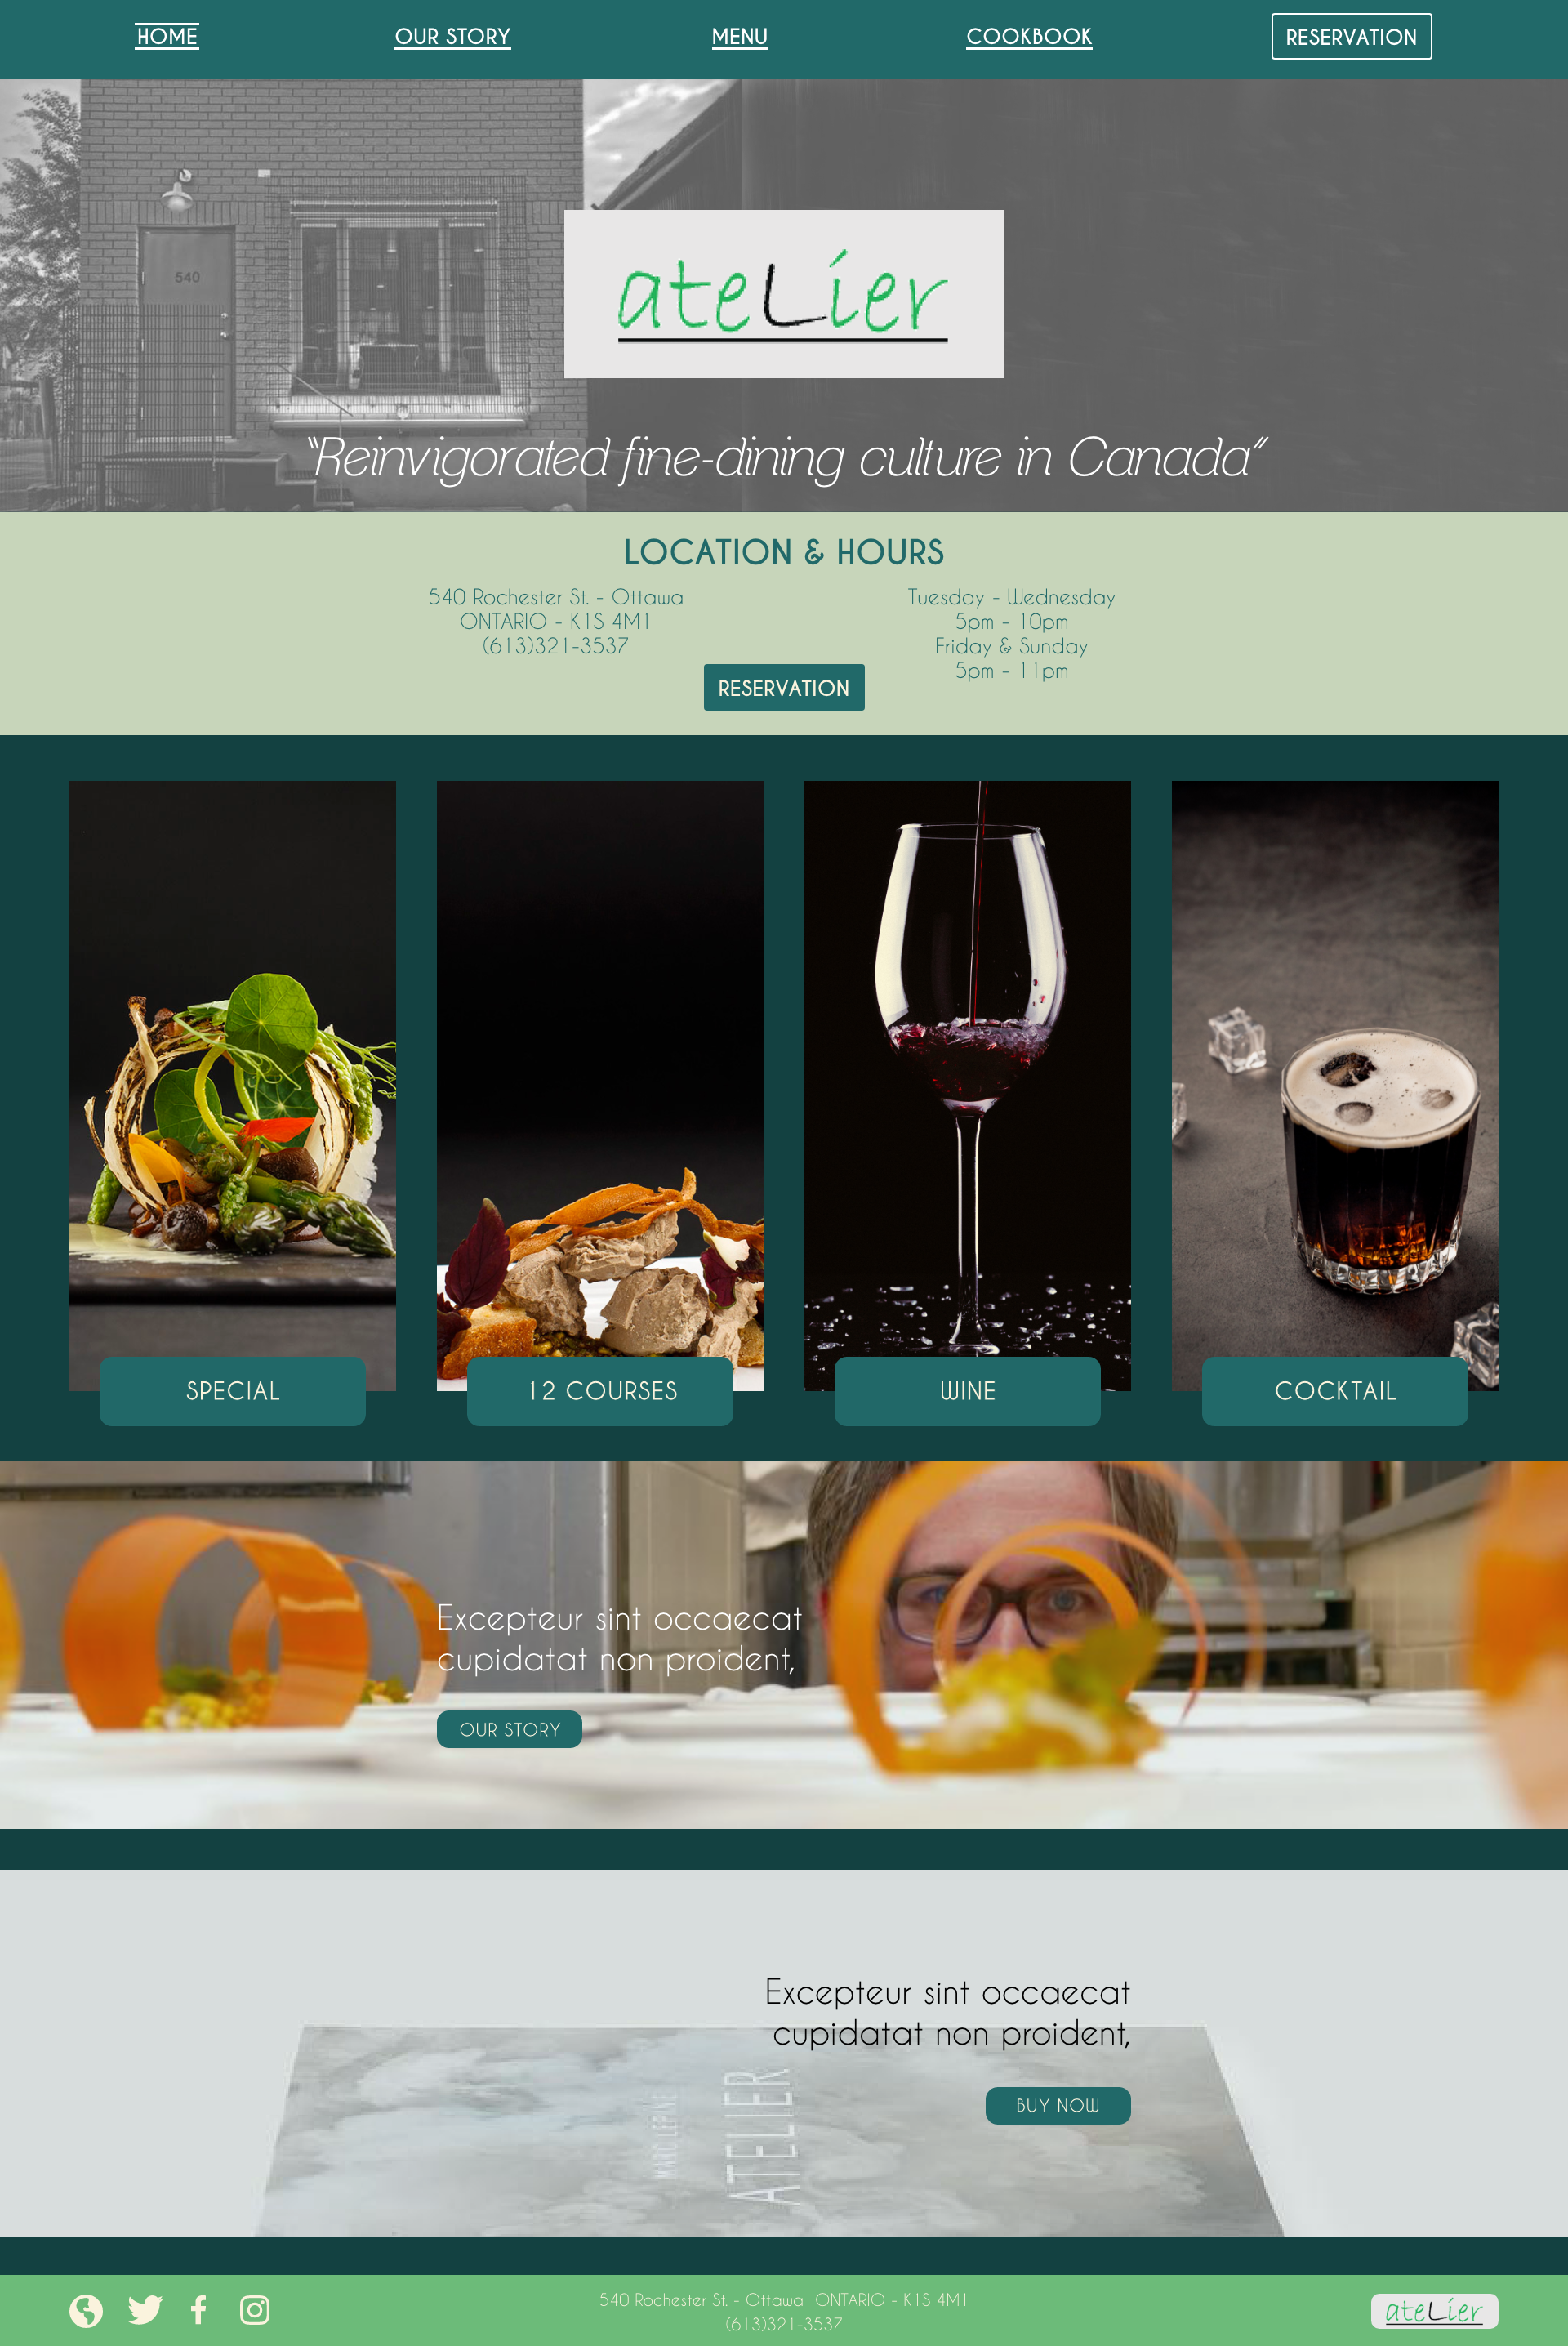 HOME
OUR STORY
MENU
COOKBOOK
RESERVATION
540
ateLier
“Reinvigorated fine-dining culture in Canada”
LOCATION & HOURS
540 Rochester St. - Ottawa
ONTARIO - K1S 4M1
(613)321-3537
Tuesday - Wednesday
5pm - 10pm
Friday & Sunday
5pm - 11pm
RESERVATION
SPECIAL
12 COURSES
WINE
COCKTAIL
Excepteur sint occaecat
cupidatat non proident,
OUR STORY
Excepteur sint occaecat
cupidatat non proident,
MARC LEPINE
ATELIER
BUY NOW
540 Rochester St. - Ottawa ONTARIO - K1S 4M1
(613)321-3537
ateLier